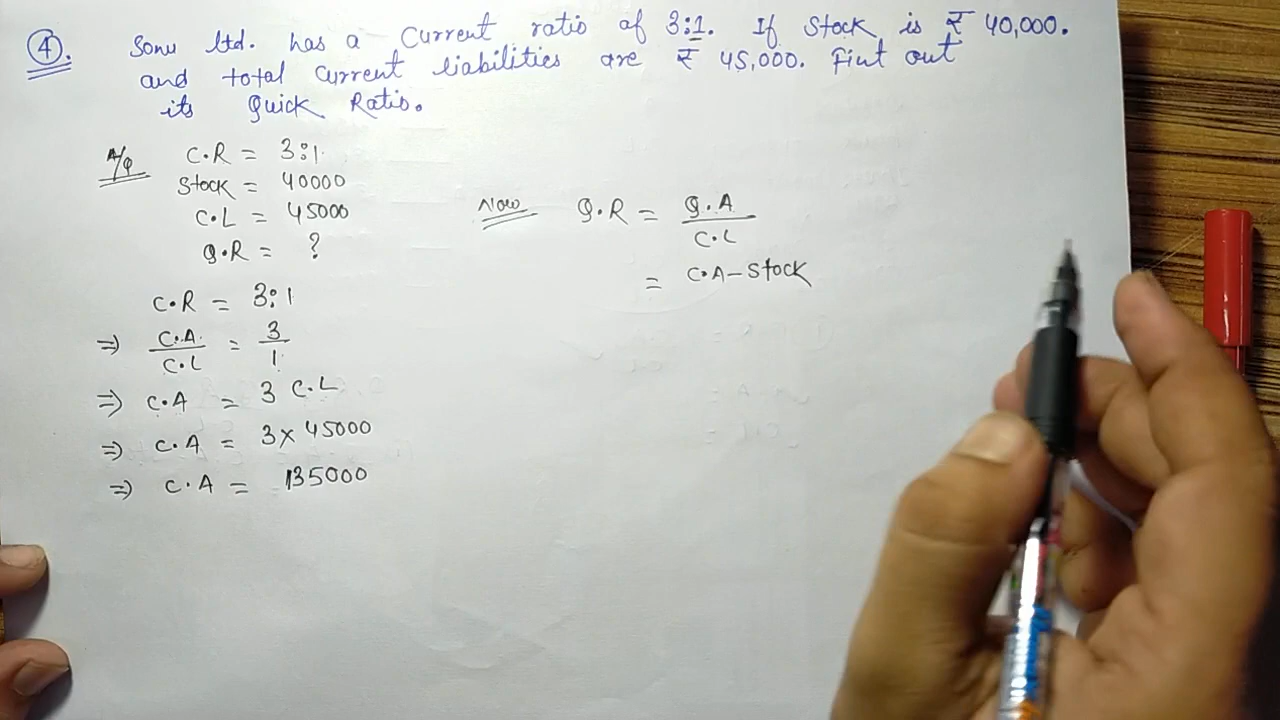 ④. Sonu ltd. has a Current ratio of 3:1. If Stock is ₹ 40,000.
and total Current liabilities are ₹ 45,000. Fint out
its Quick Ratio.
A/Q C.R = 3:1
Stock = 40000
C.L = 45000
Q.R = ?
C.R = 3:1
⇒ C.A. / C.L = 3 / 1
⇒ C.A = 3 C.L
⇒ C.A = 3 × 45000
⇒ C.A = 135000
Now Q.R = Q.A / C.L
= C.A - Stock